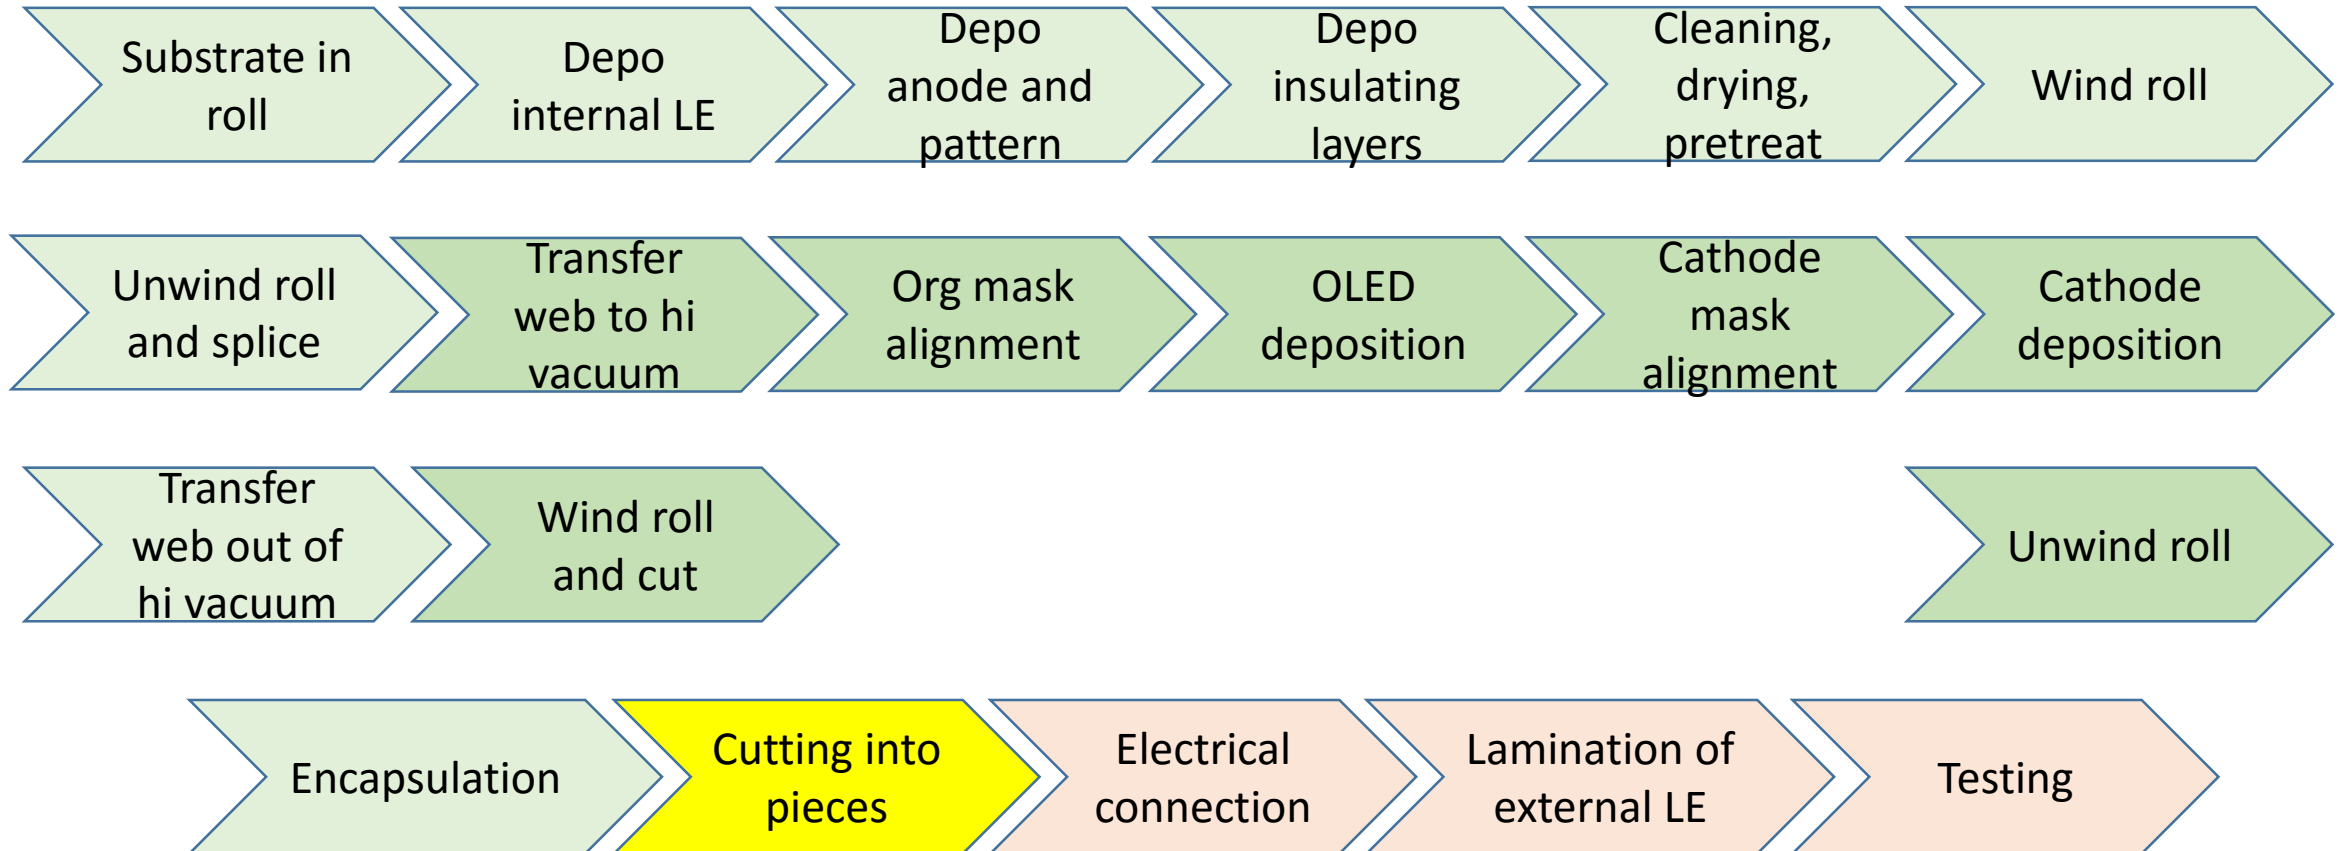 Substrate in
roll
Depo
internal LE
Depo
anode and
pattern
Depo
insulating
layers
Cleaning,
drying,
pretreat
Wind roll
Unwind roll
and splice
Transfer
web to hi
vacuum
Org mask
alignment
OLED
deposition
Cathode
mask
alignment
Cathode
deposition
Transfer
web out of
hi vacuum
Wind roll
and cut
Unwind roll
Encapsulation
Cutting into
pieces
Electrical
connection
Lamination of
external LE
Testing